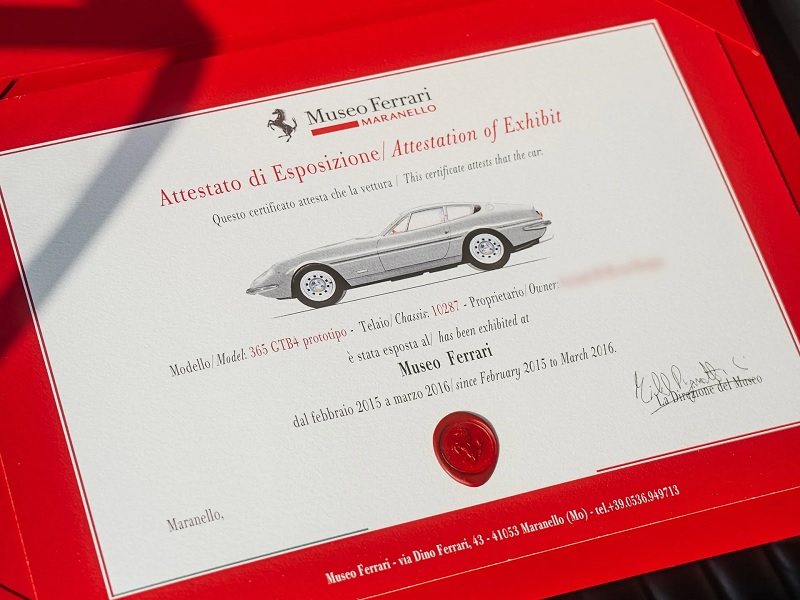 Museo Ferrari
MARANELLO
Attestato di Esposizione/ Attestation of Exhibit
Questo certificato attesta che la vettura / This certificate attests that the car.
Modello/ Model: 365 GTB4 prototipo - Telaio/ Chassis: 10287 - Proprietario/ Owner:
è stata esposta al/ has been exhibited at
Museo Ferrari
dal febbraio 2015 a marzo 2016/ since February 2015 to March 2016.
La Direzione del Museo
Maranello,
Museo Ferrari - via Dino Ferrari, 43 - 41053 Maranello (Mo) - tel.+39.0536.949713